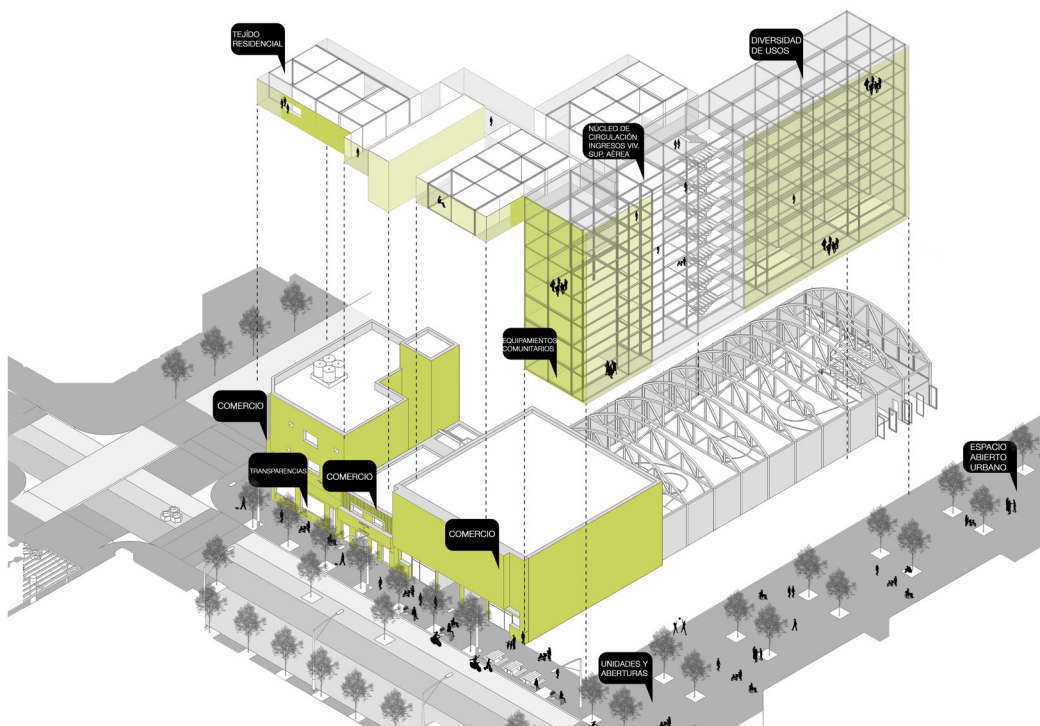 TEJÍDO
RESIDENCIAL
DIVERSIDAD
DE USOS
NÚCLEO DE
CIRCULACIÓN
INGRESOS VIV.
SUP. AÉREA
EQUIPAMIENTOS
COMUNITARIOS
COMERCIO
TRANSPARENCIAS
COMERCIO
COMERCIO
ESPACIO
ABIERTO
URBANO
UNIDADES Y
ABERTURAS